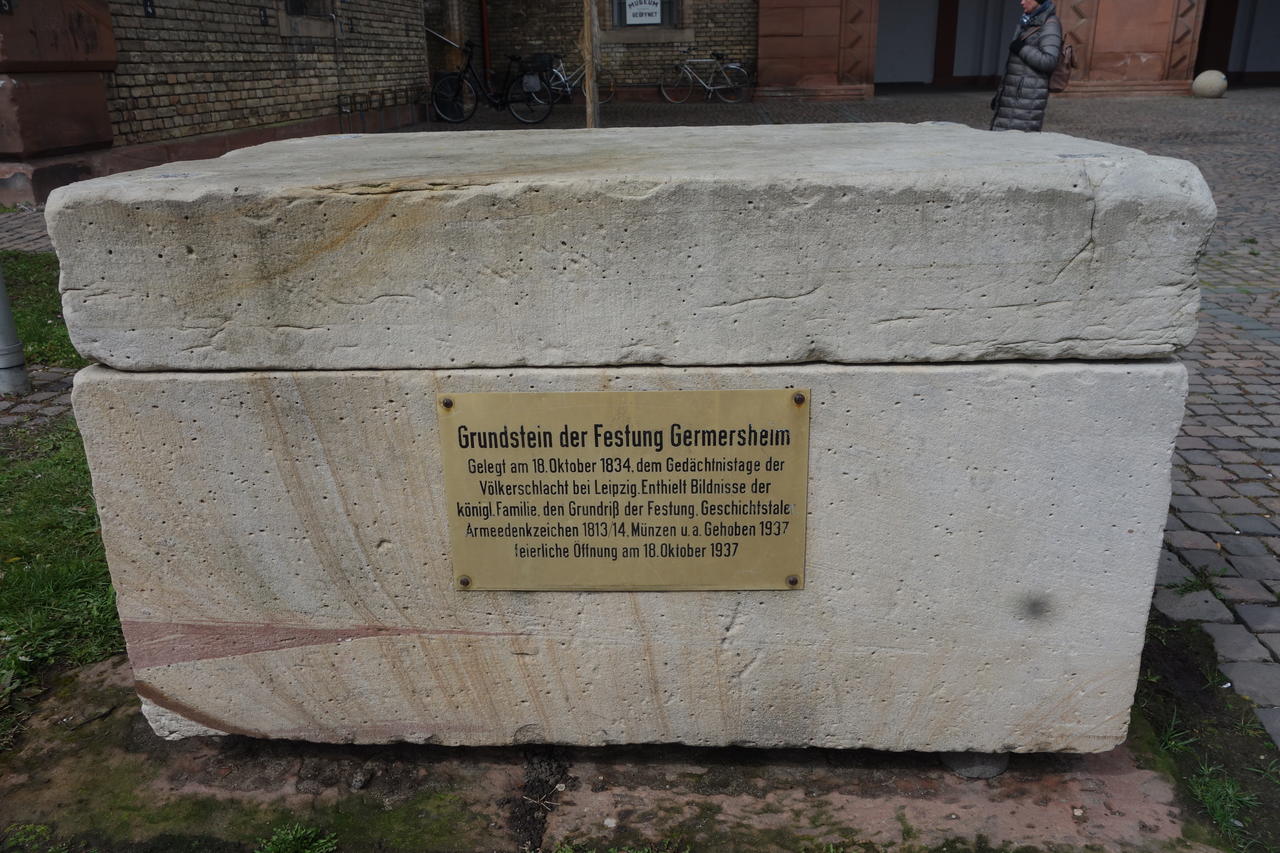 MUSEUM
GEÖFFNET
Grundstein der Festung Germersheim
Gelegt am 18.Oktober 1834, dem Gedächtnistage der
Völkerschlacht bei Leipzig.Enthielt Bildnisse der
königl.Familie, den Grundriß der Festung, Geschichtstaler
Armeedenkzeichen 1813/14, Münzen u.a.Gehoben 1937
feierliche Öffnung am 18.Oktober 1937